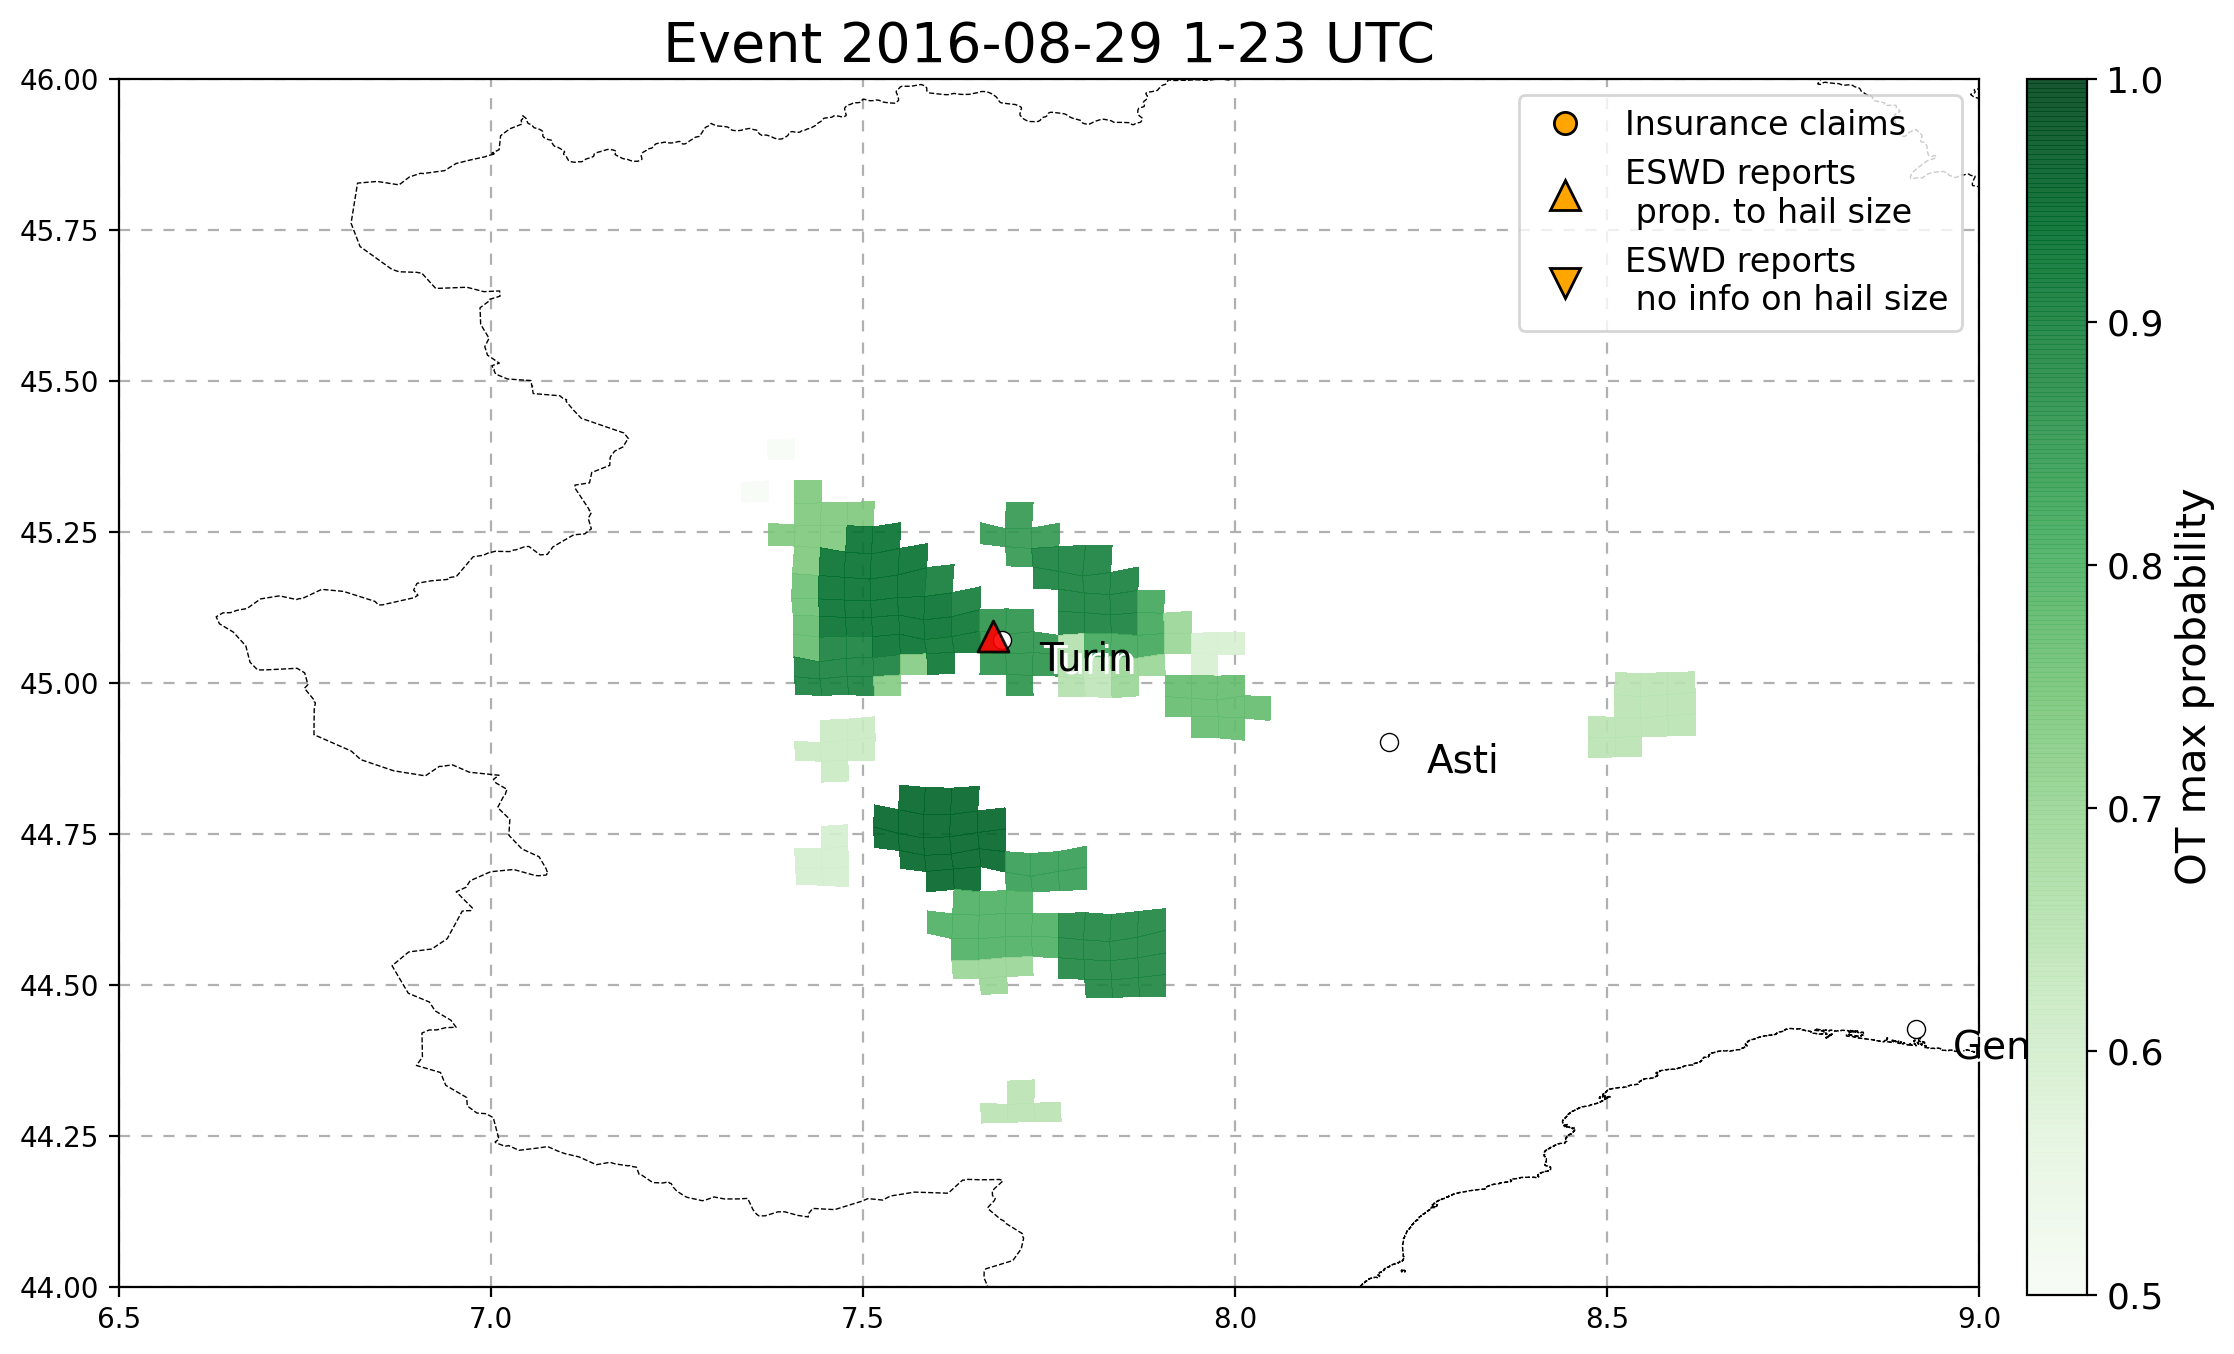 Event 2016-08-29 1-23 UTC
46.00
45.75
45.50
45.25
45.00
44.75
44.50
44.25
44.00
6.5
7.0
7.5
8.0
8.5
9.0
Insurance claims
ESWD reports
prop. to hail size
ESWD reports
no info on hail size
Turin
Asti
Gen
1.0
0.9
0.8
0.7
0.6
0.5
OT max probability